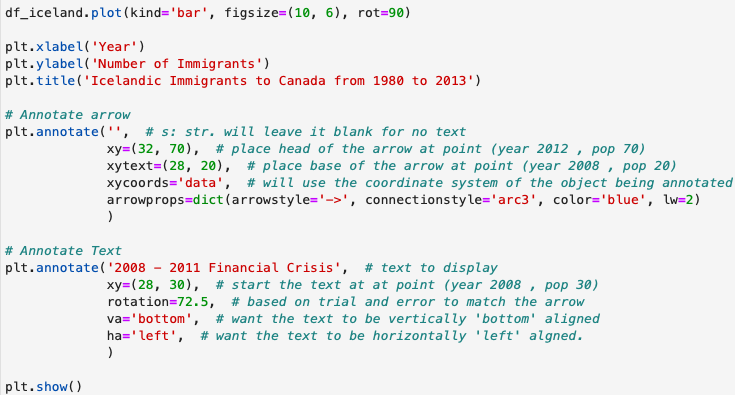 df_iceland.plot(kind='bar', figsize=(10, 6), rot=90)
plt.xlabel('Year')
plt.ylabel('Number of Immigrants')
plt.title('Icelandic Immigrants to Canada from 1980 to 2013')
# Annotate arrow
plt.annotate('',  # s: str. will leave it blank for no text
             xy=(32, 70),  # place head of the arrow at point (year 2012 , pop 70)
             xytext=(28, 20),  # place base of the arrow at point (year 2008 , pop 20)
             xycoords='data',  # will use the coordinate system of the object being annotated
             arrowprops=dict(arrowstyle='->', connectionstyle='arc3', color='blue', lw=2)
             )
# Annotate Text
plt.annotate('2008 - 2011 Financial Crisis',  # text to display
             xy=(28, 30),  # start the text at at point (year 2008 , pop 30)
             rotation=72.5,  # based on trial and error to match the arrow
             va='bottom',  # want the text to be vertically 'bottom' aligned
             ha='left',  # want the text to be horizontally 'left' algned.
             )
plt.show()